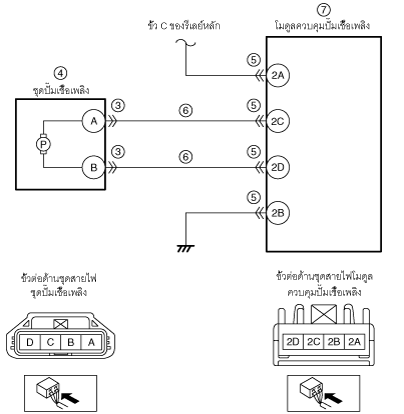 ⑦
ขั้ว C ของรีเลย์หลัก
โมดูลควบคุมปั๊มเชื้อเพลิง
④
ชุดปั๊มเชื้อเพลิง
⑤
2A
③
⑥
⑤
A
2C
P
③
⑥
⑤
B
2D
⑤
2B
ขั้วต่อด้านชุดสายไฟ
ชุดปั๊มเชื้อเพลิง
ขั้วต่อด้านชุดสายไฟโมดูล
ควบคุมปั๊มเชื้อเพลิง
D C B A
2D 2C 2B 2A